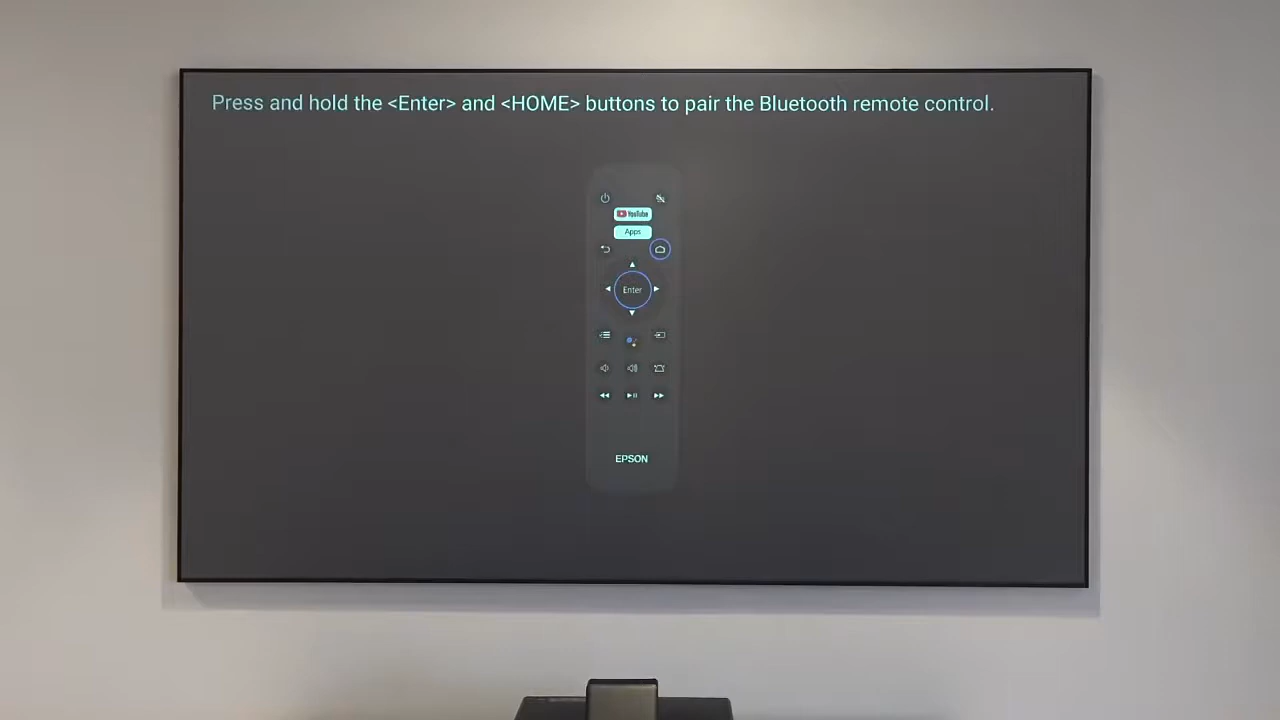 Press and hold the <Enter> and <HOME> buttons to pair the Bluetooth remote control.
YouTube
Apps
Enter
EPSON